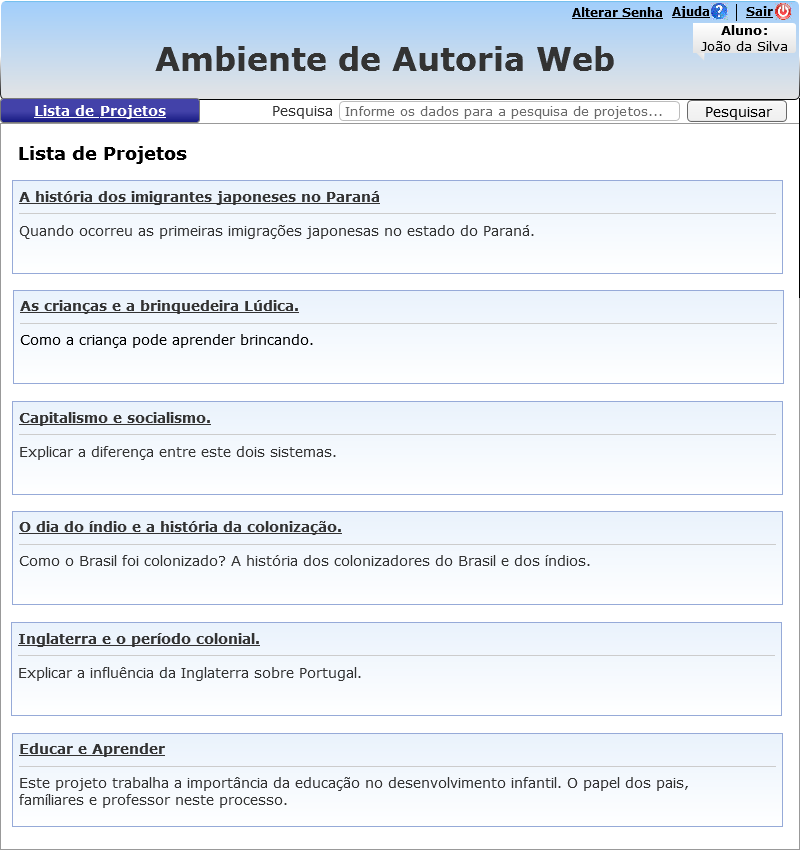 Alterar Senha Ajuda? | Sair
Aluno:
João da Silva
Ambiente de Autoria Web
Lista de Projetos Pesquisa Informe os dados para a pesquisa de projetos... Pesquisar
Lista de Projetos
A história dos imigrantes japoneses no Paraná
Quando ocorreu as primeiras imigrações japonesas no estado do Paraná.
As crianças e a brinquedeira Lúdica.
Como a criança pode aprender brincando.
Capitalismo e socialismo.
Explicar a diferença entre este dois sistemas.
O dia do índio e a história da colonização.
Como o Brasil foi colonizado? A história dos colonizadores do Brasil e dos índios.
Inglaterra e o período colonial.
Explicar a influência da Inglaterra sobre Portugal.
Educar e Aprender
Este projeto trabalha a importância da educação no desenvolvimento infantil. O papel dos pais,
famíliares e professor neste processo.